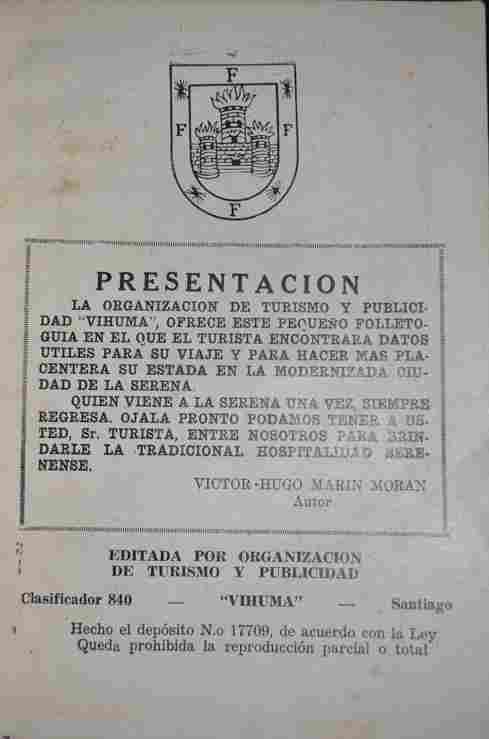 F
F F
F
PRESENTACION
LA ORGANIZACION DE TURISMO Y PUBLICI-
DAD "VIHUMA", OFRECE ESTE PEQUEÑO FOLLETO-
GUIA EN EL QUE EL TURISTA ENCONTRARA DATOS
UTILES PARA SU VIAJE Y PARA HACER MAS PLA-
CENTERA SU ESTADA EN LA MODERNIZADA CIU-
DAD DE LA SERENA.
QUIEN VIENE A LA SERENA UNA VEZ, SIEMPRE
REGRESA. OJALA PRONTO PODAMOS TENER A US-
TED, Sr. TURISTA, ENTRE NOSOTROS PARA BRIN-
DARLE LA TRADICIONAL HOSPITALIDAD SERE-
NENSE.
VICTOR-HUGO MARIN MORAN
Autor
EDITADA POR ORGANIZACION
DE TURISMO Y PUBLICIDAD
Clasificador 840 — "VIHUMA" — Santiago
Hecho el depósito N.o 17709, de acuerdo con la Ley
Queda prohibida la reproducción parcial o total